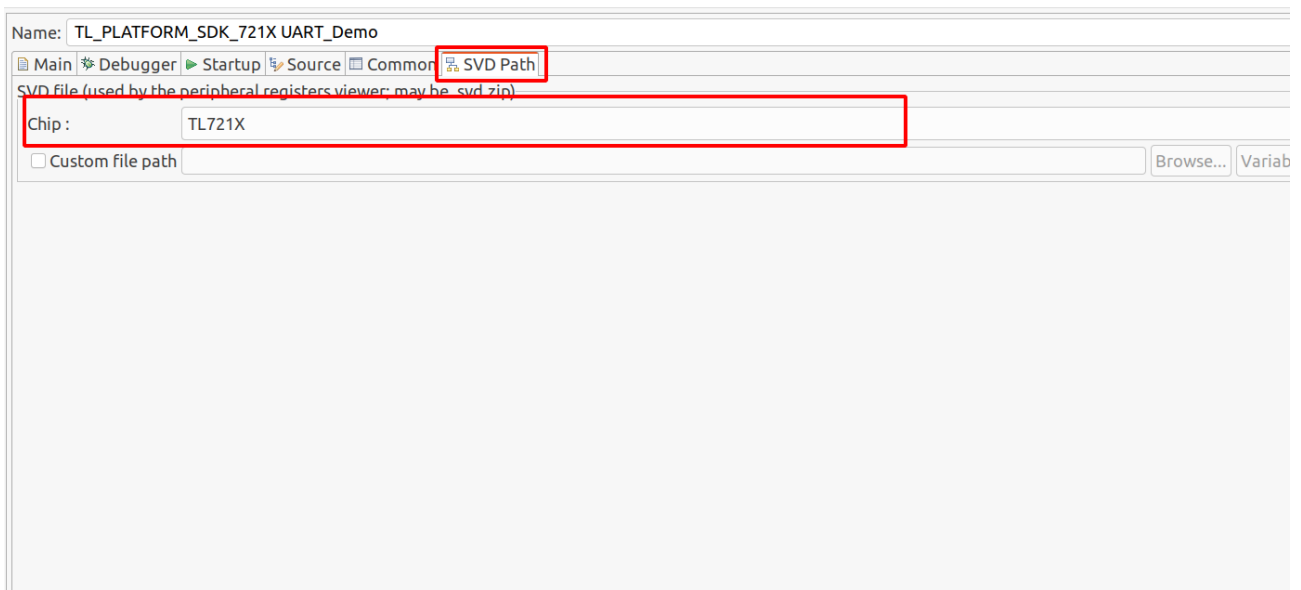 Name: TL_PLATFORM_SDK_721X UART_Demo
Main Debugger Startup Source Common SVD Path
SVD file (used by the peripheral registers viewer; may be .svd.zip)
Chip : TL721X
Custom file path Browse... Variab